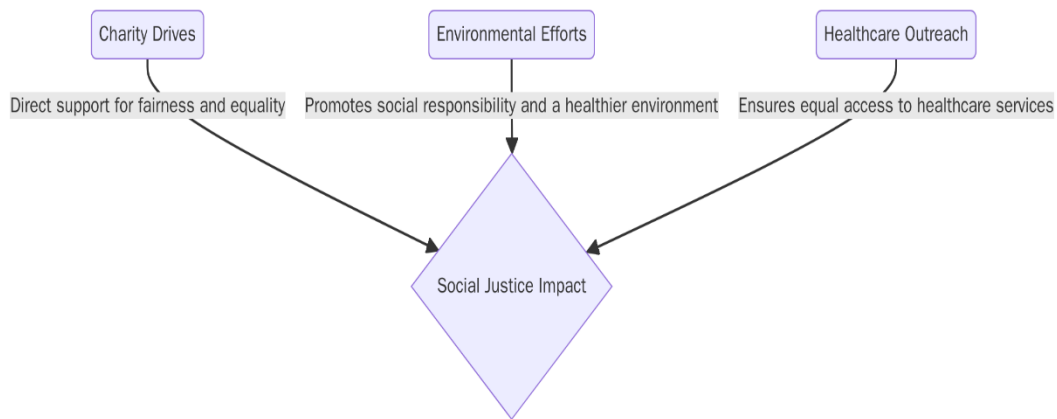 Charity Drives
Environmental Efforts
Healthcare Outreach
Direct support for fairness and equality
Promotes social responsibility and a healthier environment
Ensures equal access to healthcare services
Social Justice Impact